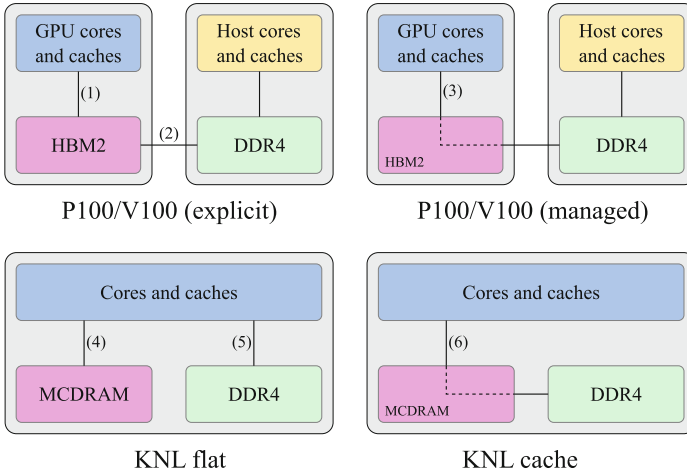 GPU cores
and caches
Host cores
and caches
(1)
(2)
HBM2
DDR4
P100/V100 (explicit)
GPU cores
and caches
Host cores
and caches
(3)
HBM2
DDR4
P100/V100 (managed)
Cores and caches
(4)
(5)
MCDRAM
DDR4
KNL flat
Cores and caches
(6)
MCDRAM
DDR4
KNL cache